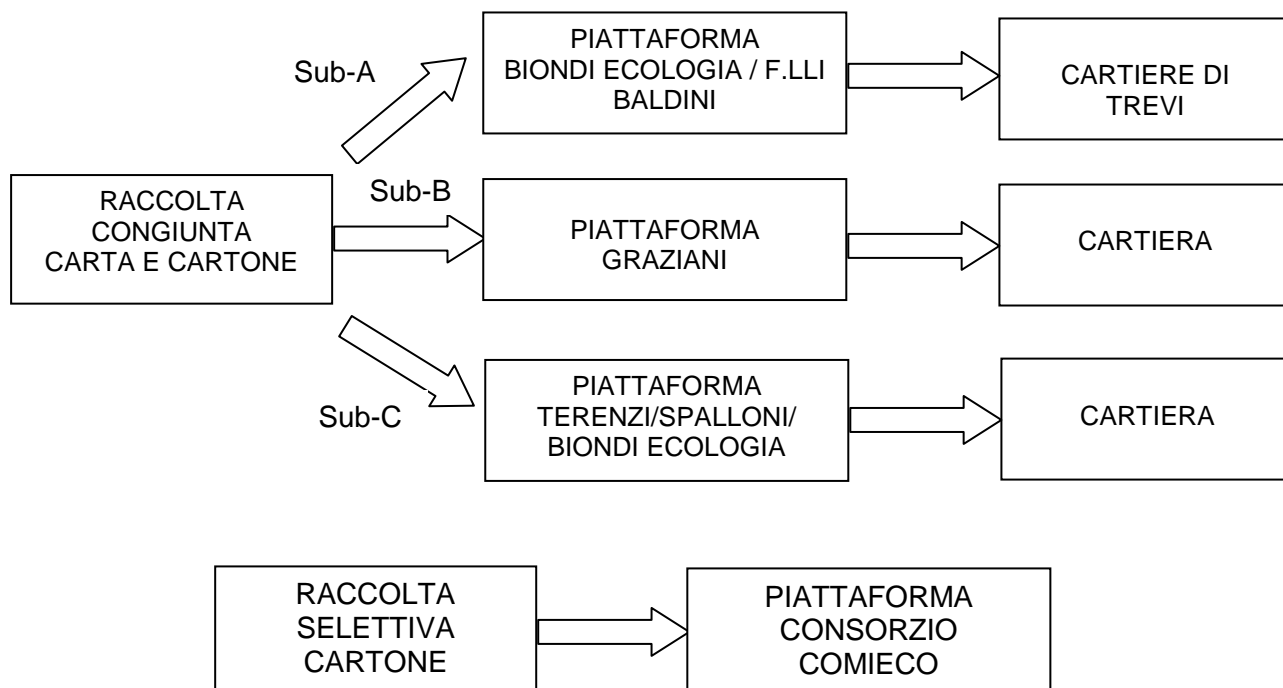 Sub-A
PIATTAFORMA
BIONDI ECOLOGIA / F.LLI
BALDINI
CARTIERE DI
TREVI
RACCOLTA
CONGIUNTA
CARTA E CARTONE
Sub-B
PIATTAFORMA
GRAZIANI
CARTIERA
Sub-C
PIATTAFORMA
TERENZI/SPALLONI/
BIONDI ECOLOGIA
CARTIERA
RACCOLTA
SELETTIVA
CARTONE
PIATTAFORMA
CONSORZIO
COMIECO